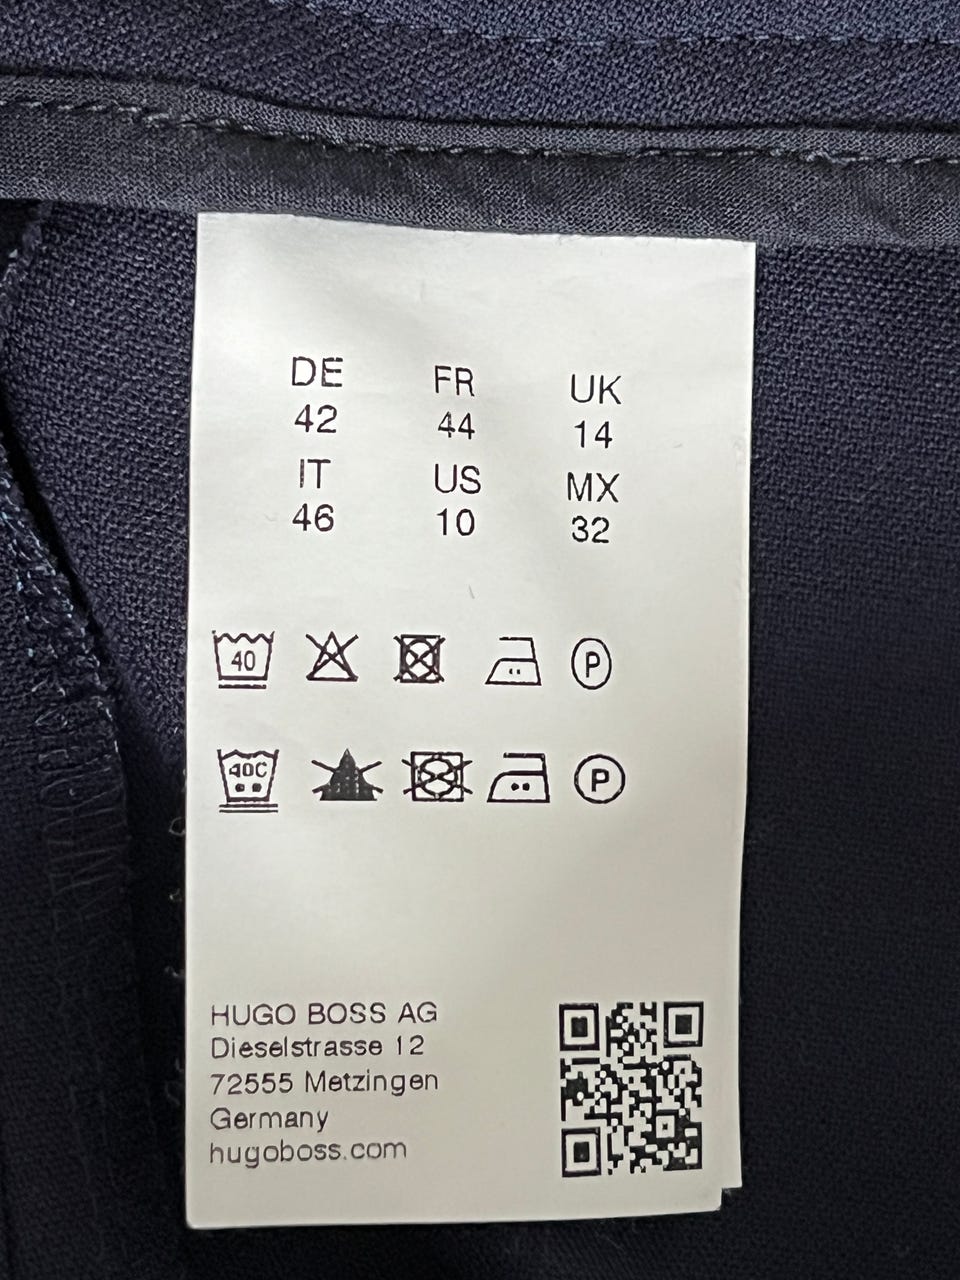 DE FR UK
42 44 14
IT US MX
46 10 32
40 P
40C P
HUGO BOSS AG
Dieselstrasse 12
72555 Metzingen
Germany
hugoboss.com